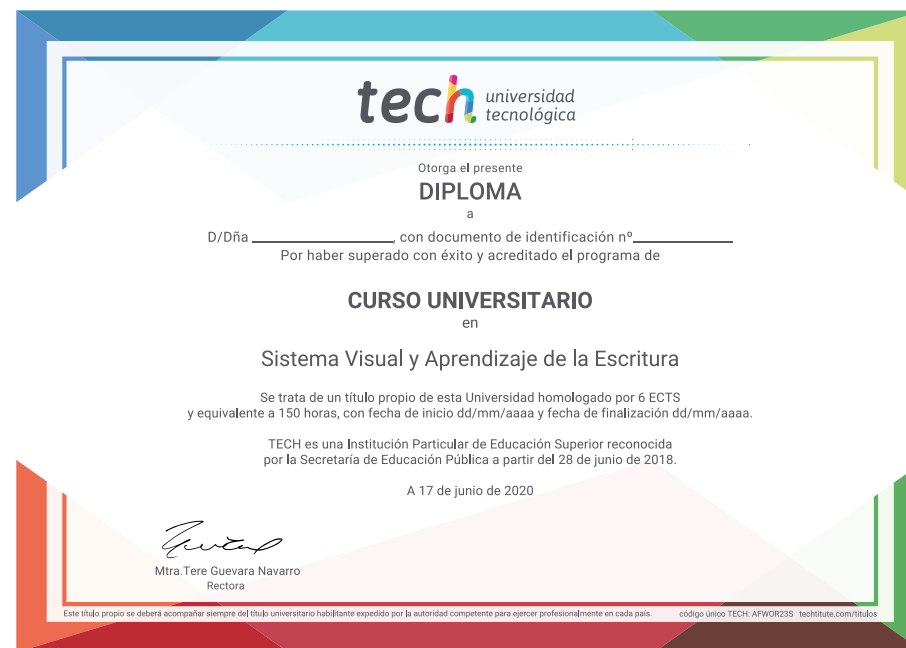 tech universidad
tecnológica
Otorga el presente
DIPLOMA
a
D/Dña ____________________, con documento de identificación nº______________
Por haber superado con éxito y acreditado el programa de
CURSO UNIVERSITARIO
en
Sistema Visual y Aprendizaje de la Escritura
Se trata de un título propio de esta Universidad homologado por 6 ECTS
y equivalente a 150 horas, con fecha de inicio dd/mm/aaaa y fecha de finalización dd/mm/aaaa.
TECH es una Institución Particular de Educación Superior reconocida
por la Secretaría de Educación Pública a partir del 28 de junio de 2018.
A 17 de junio de 2020
Mtra.Tere Guevara Navarro
Rectora
Este título propio se deberá acompañar siempre del título universitario habilitante expedido por la autoridad competente para ejercer profesionalmente en cada país. código único TECH: AFWOR23S techtitute.com/titulos